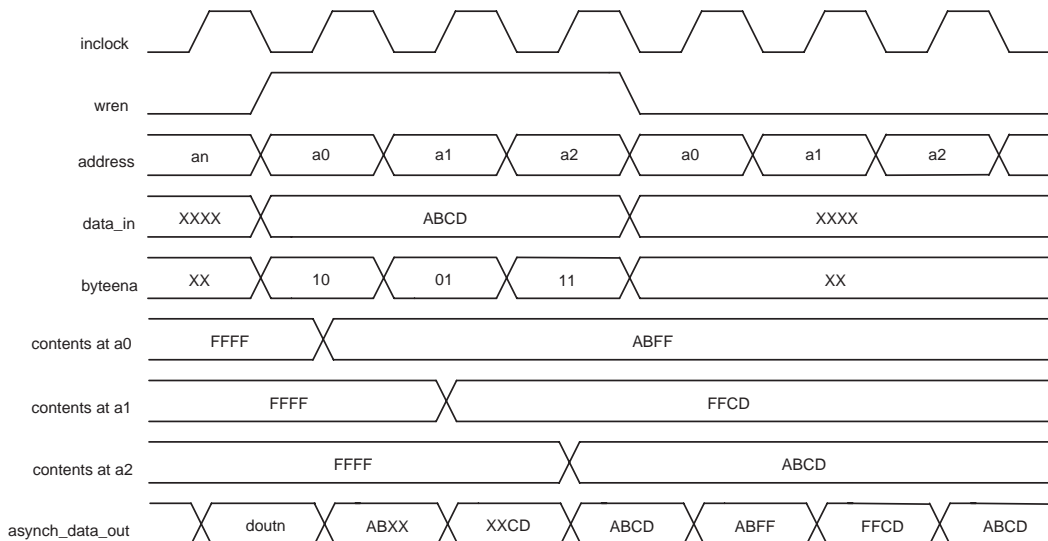 inclock
wren
address an a0 a1 a2 a0 a1 a2
data_in XXXX ABCD XXXX
byteena XX 10 01 11 XX
contents at a0 FFFF ABFF
contents at a1 FFFF FFCD
contents at a2 FFFF ABCD
asynch_data_out doutn ABXX XXCD ABCD ABFF FFCD ABCD